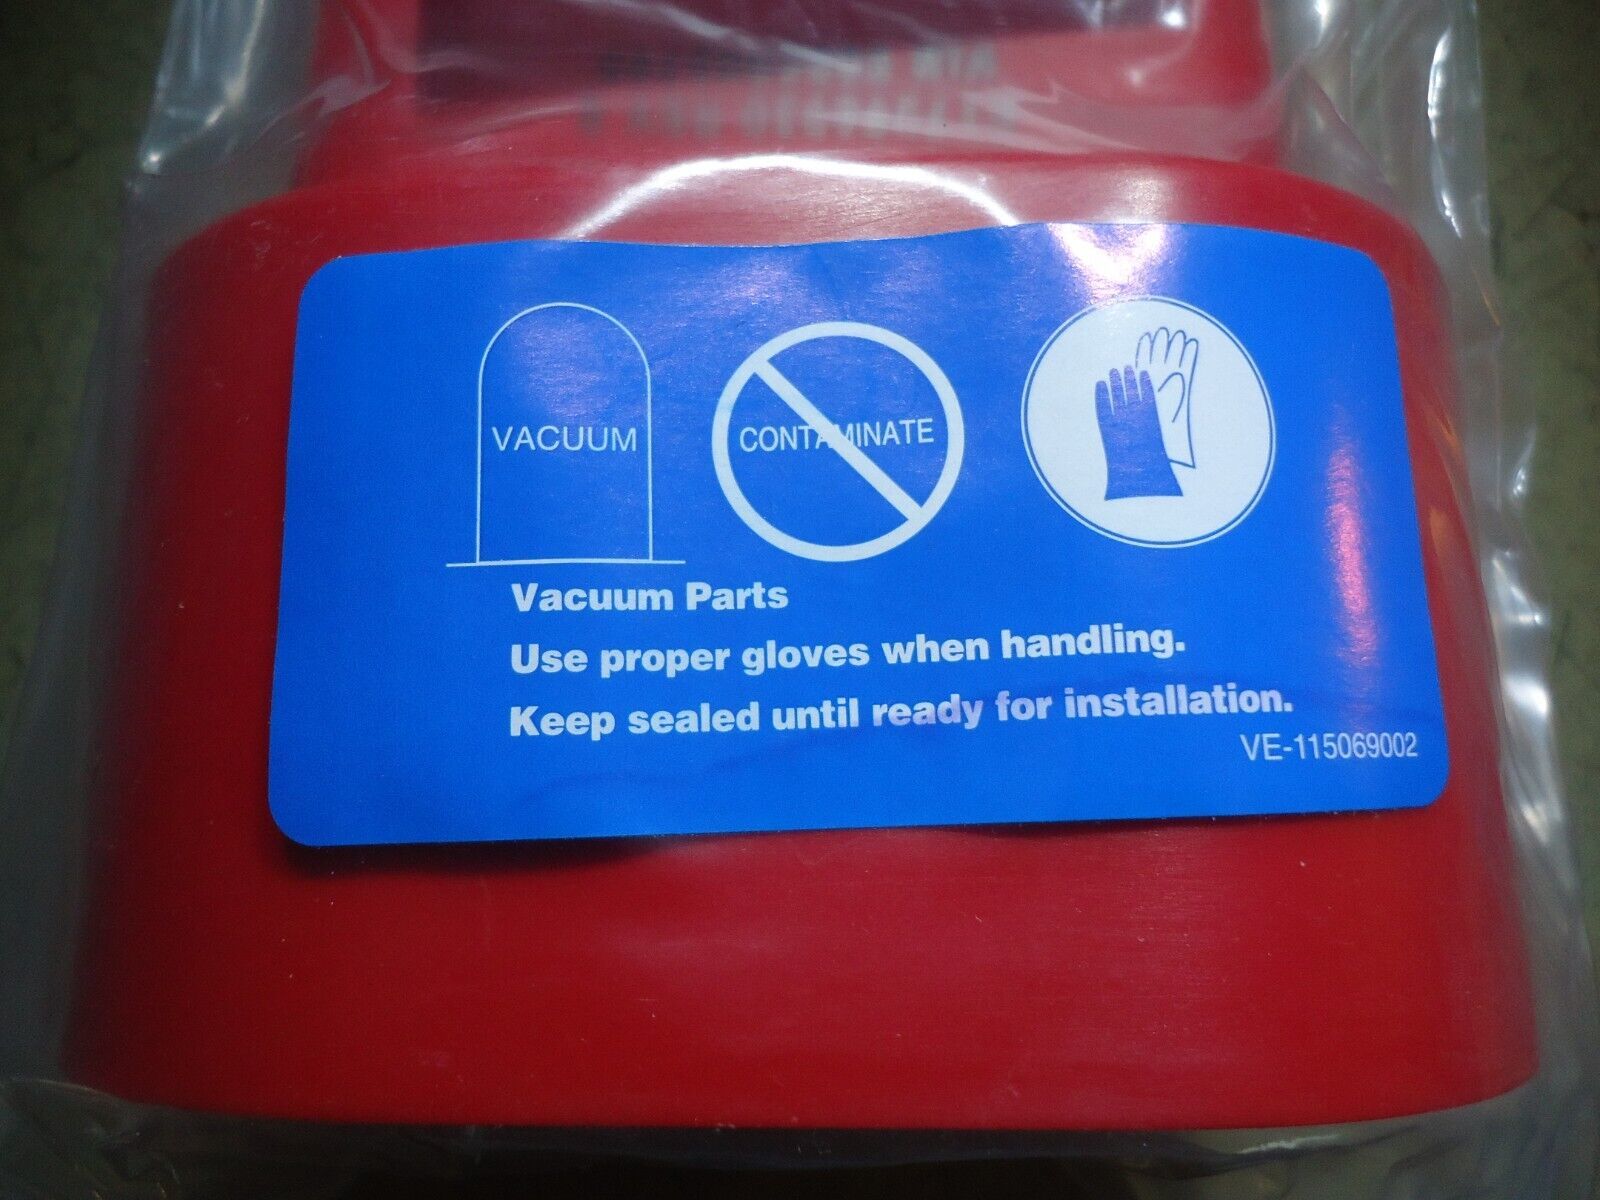 VACUUM
CONTAMINATE
Vacuum Parts
Use proper gloves when handling.
Keep sealed until ready for installation.
VE-115069002